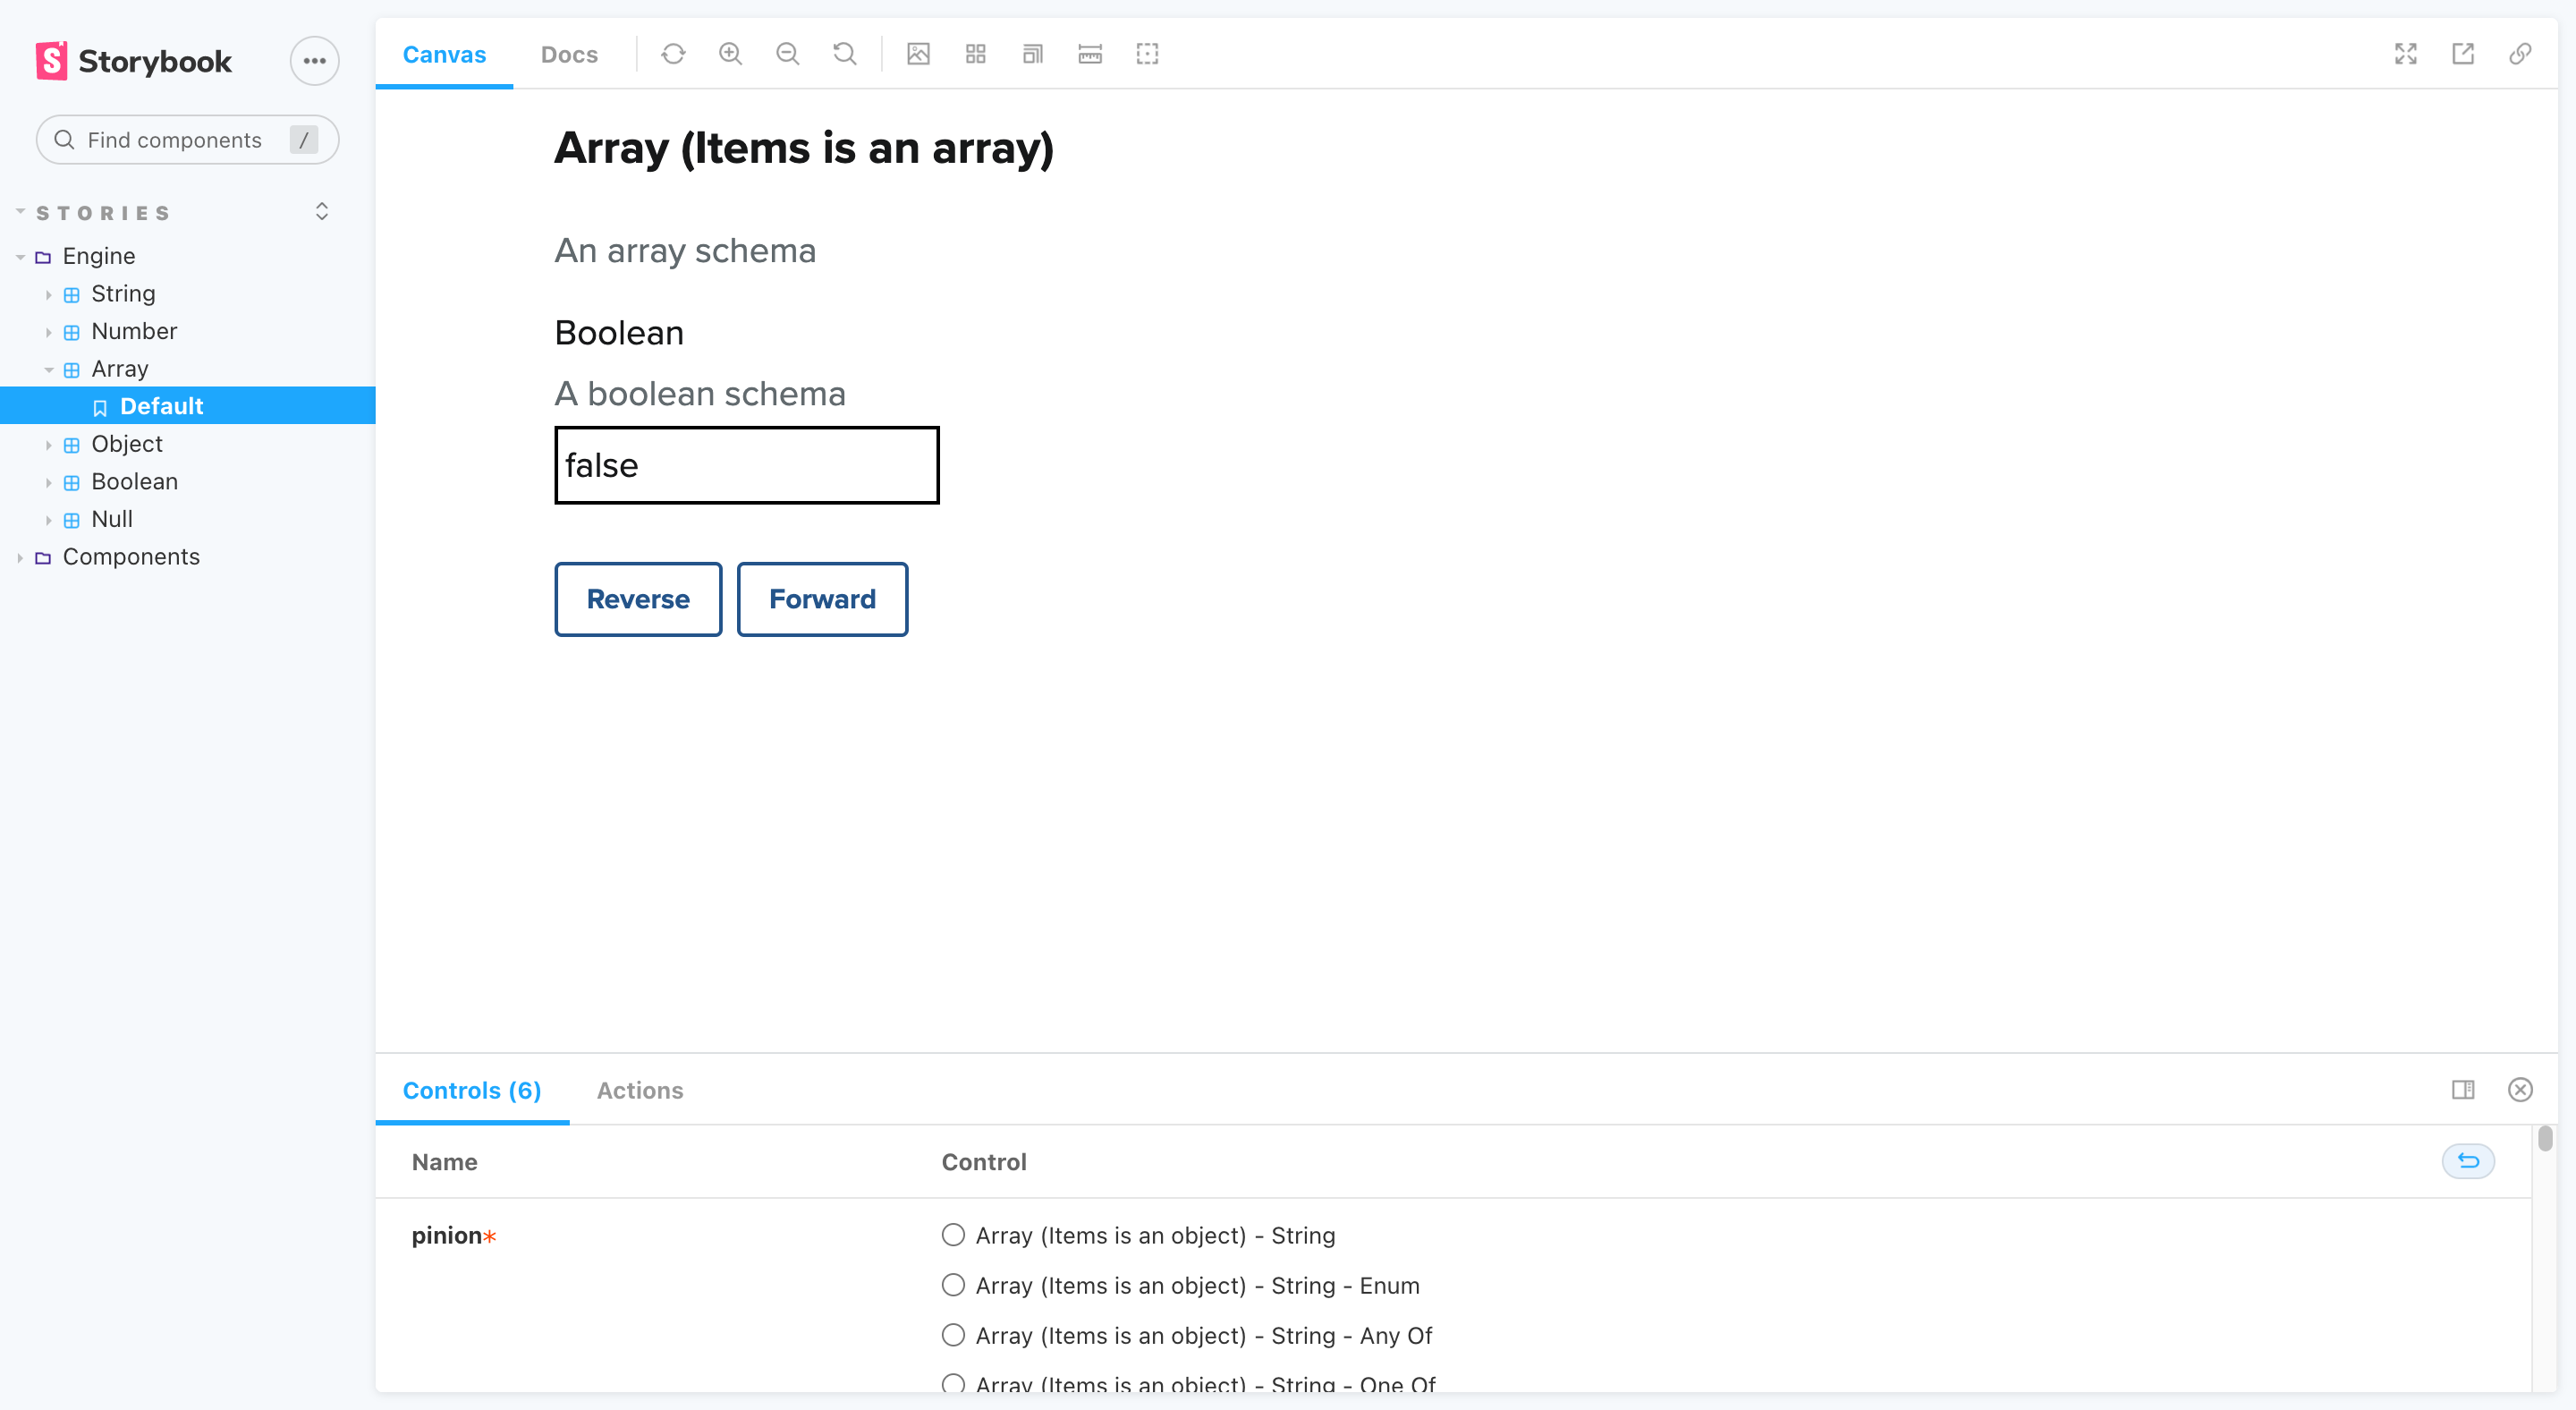 Storybook
Find components /
STORIES
Engine
String
Number
Array
Default
Object
Boolean
Null
Components
Canvas Docs
Array (Items is an array)
An array schema
Boolean
A boolean schema
false
Reverse Forward
Controls (6) Actions
Name Control
pinion*
Array (Items is an object) - String
Array (Items is an object) - String - Enum
Array (Items is an object) - String - Any Of
Array (Items is an object) - String - One Of